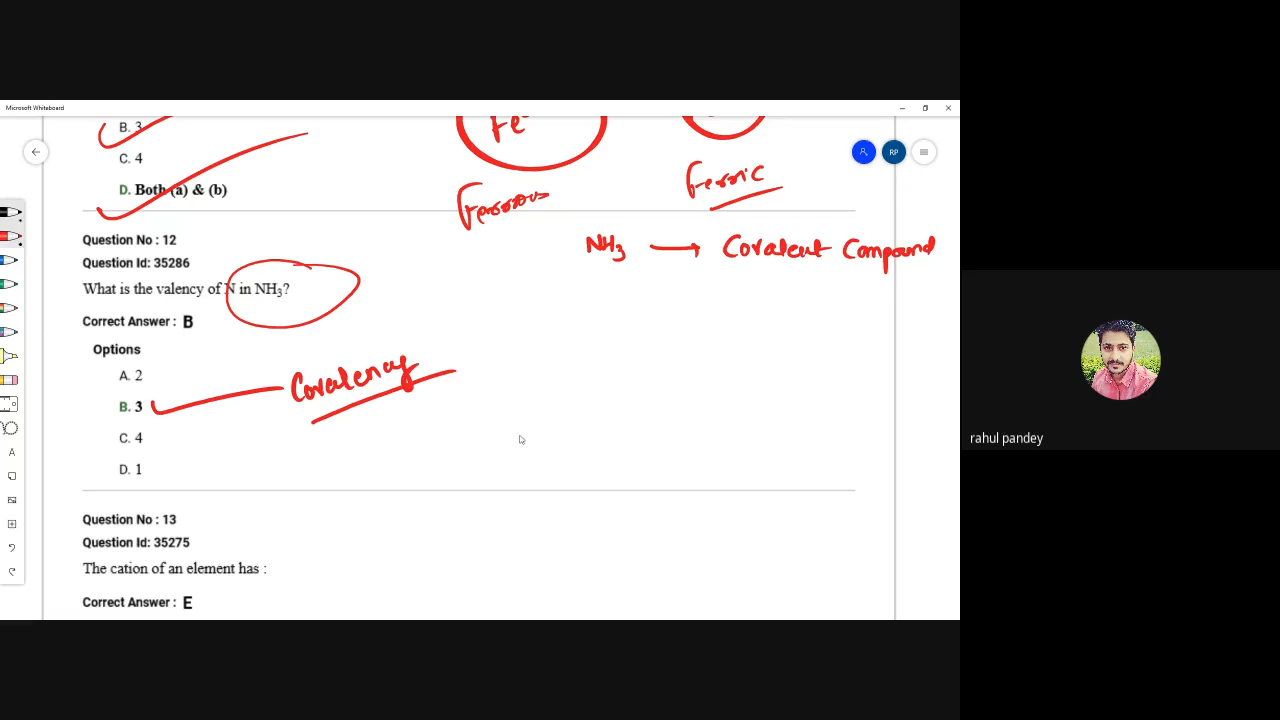 Microsoft Whiteboard
B. 3
Fe
C. 4
D. Both (a) & (b)
Ferrous
Ferric
RP
Question No : 12
NH3 → Covalent Compound
Question Id: 35286
What is the valency of N in NH₃?
Correct Answer : B
Options
A. 2
B. 3
Covalency
C. 4
D. 1
rahul pandey
Question No : 13
Question Id: 35275
The cation of an element has :
Correct Answer : E